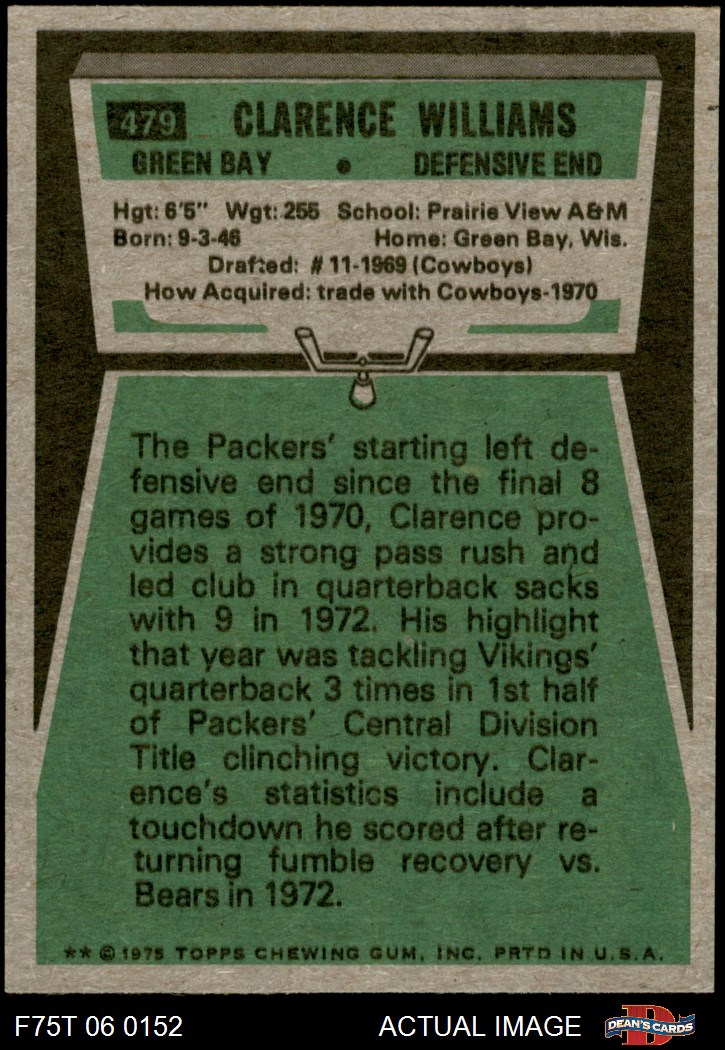 479 CLARENCE WILLIAMS
GREEN BAY • DEFENSIVE END
Hgt: 6'5" Wgt: 255 School: Prairie View A&M
Born: 9-3-46 Home: Green Bay, Wis.
Drafted: # 11-1969 (Cowboys)
How Acquired: trade with Cowboys-1970
The Packers' starting left de-
fensive end since the final 8
games of 1970, Clarence pro-
vides a strong pass rush and
led club in quarterback sacks
with 9 in 1972. His highlight
that year was tackling Vikings'
quarterback 3 times in 1st half
of Packers' Central Division
Title clinching victory. Clar-
ence's statistics include a
touchdown he scored after re-
turning fumble recovery vs.
Bears in 1972.
** © 1975 TOPPS CHEWING GUM, INC. PRTD IN U.S.A.
F75T 06 0152 ACTUAL IMAGE D DEAN'S CARDS